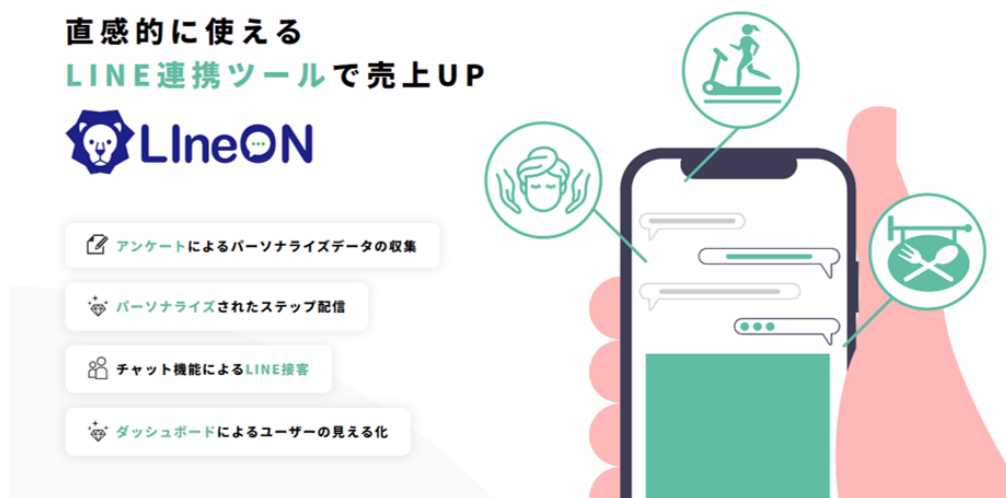 直感的に使える
LINE連携ツールで売上UP
LIneON
アンケートによるパーソナライズデータの収集
パーソナライズされたステップ配信
チャット機能によるLINE接客
ダッシュボードによるユーザーの見える化